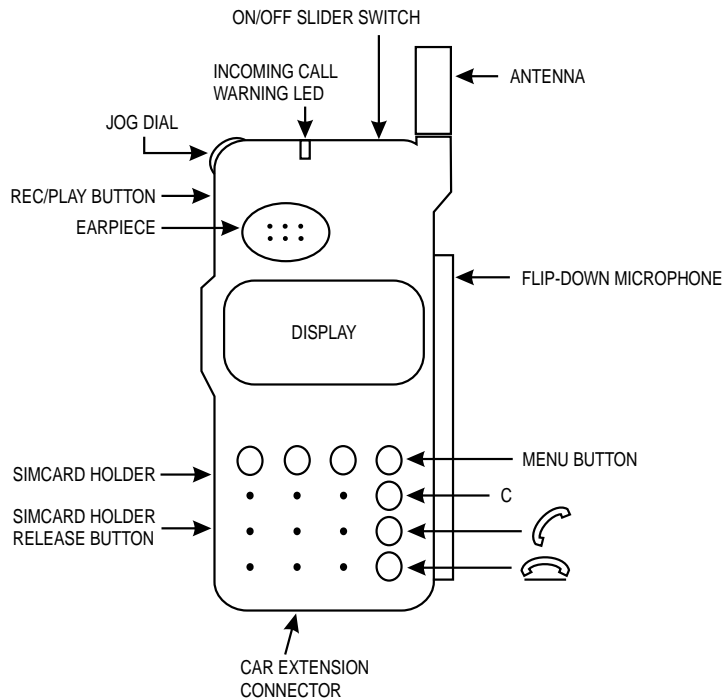 ON/OFF SLIDER SWITCH
INCOMING CALL
WARNING LED
ANTENNA
JOG DIAL
REC/PLAY BUTTON
EARPIECE
FLIP-DOWN MICROPHONE
DISPLAY
SIMCARD HOLDER
MENU BUTTON
C
SIMCARD HOLDER
RELEASE BUTTON
CAR EXTENSION
CONNECTOR